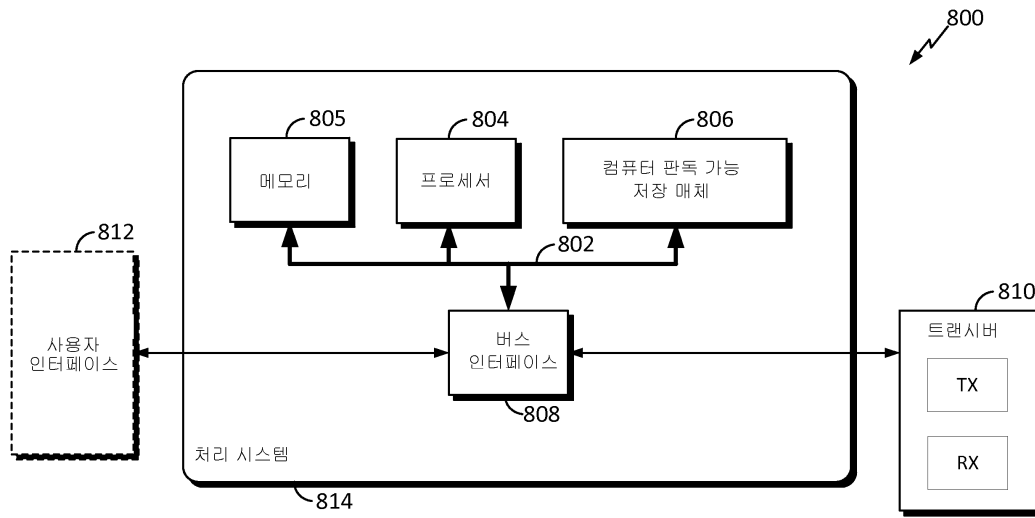 800
805
804
806
메모리
프로세서
컴퓨터 판독 가능
저장 매체
812
802
810
사용자
인터페이스
버스
인터페이스
트랜시버
TX
RX
808
처리 시스템
814